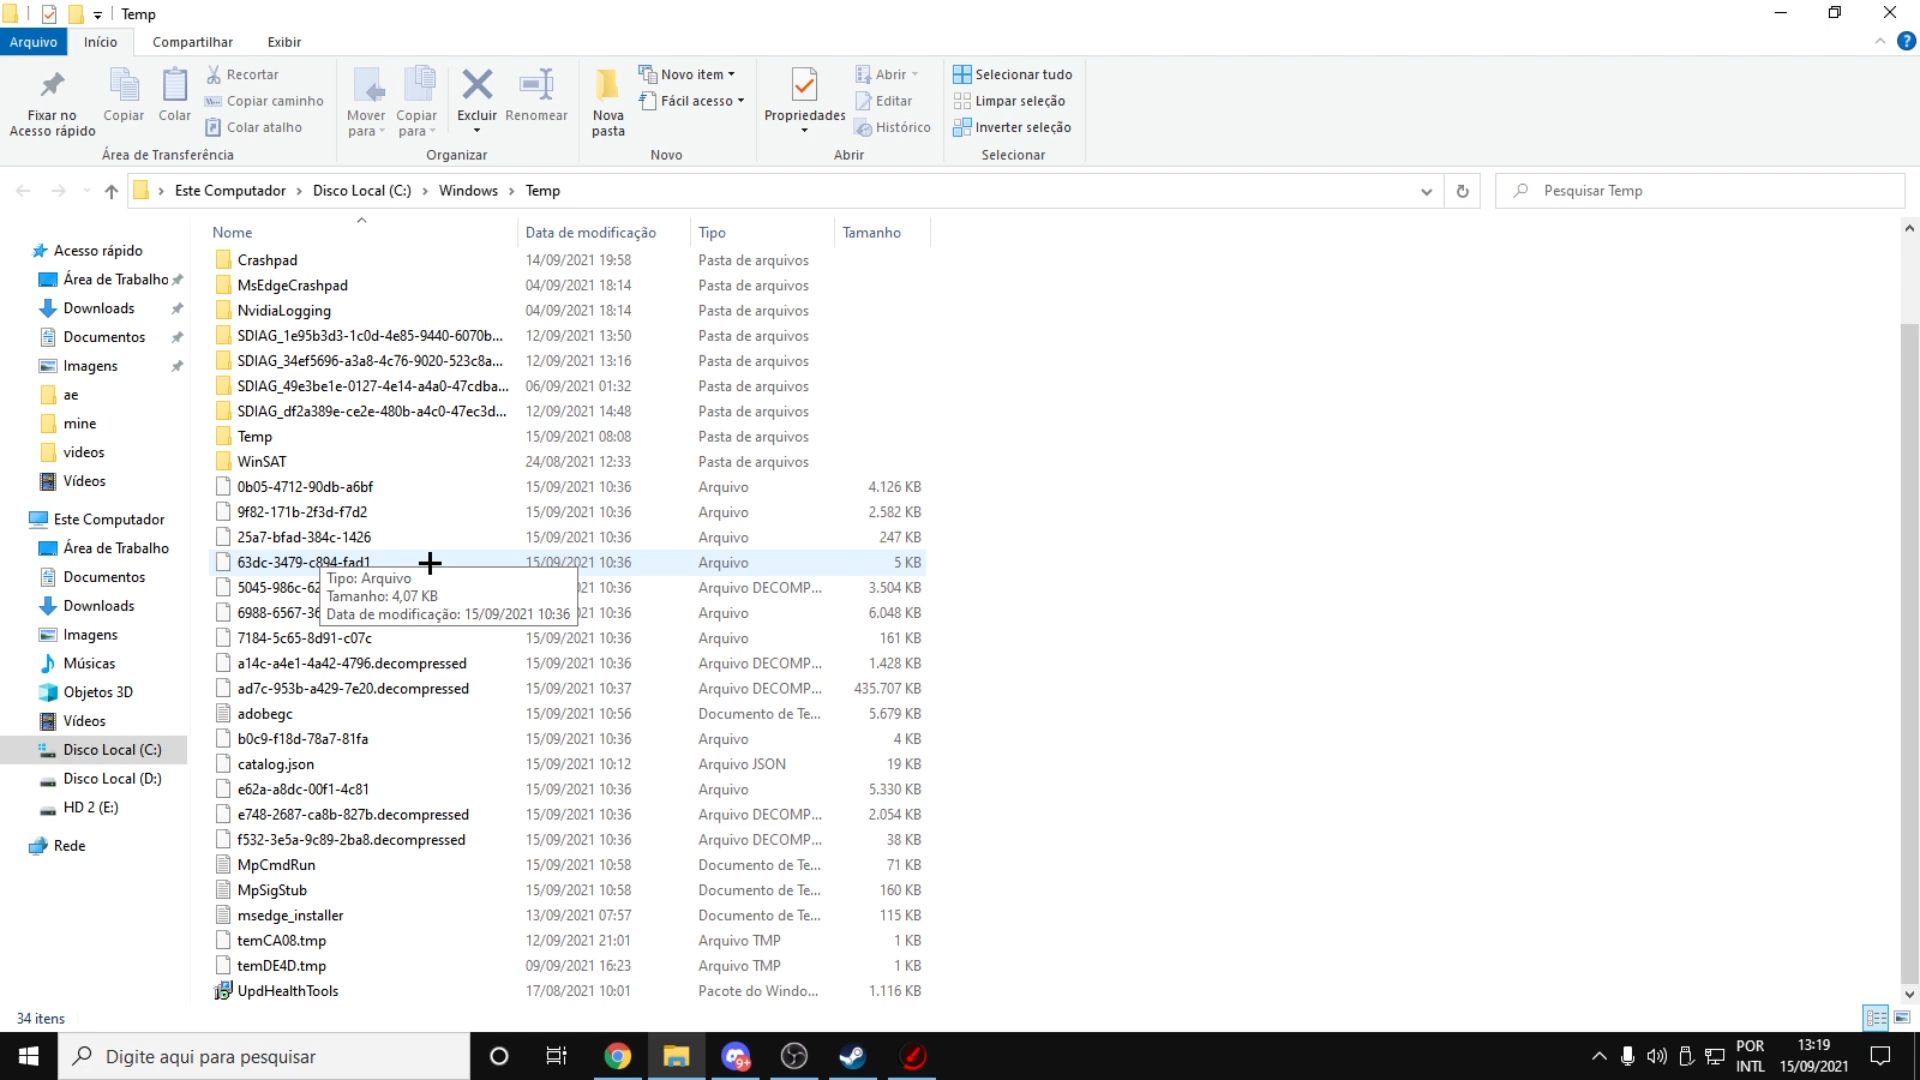 Temp
Arquivo
Início
Compartilhar
Exibir
?
Fixar no
Acesso rápido
Copiar
Colar
Recortar
Copiar caminho
Colar atalho
Área de Transferência
Mover
para
Copiar
para
Excluir
Renomear
Organizar
Nova
pasta
Novo item
Fácil acesso
Novo
Propriedades
Abrir
Editar
Histórico
Abrir
Selecionar tudo
Limpar seleção
Inverter seleção
Selecionar
Este Computador > Disco Local (C:) > Windows > Temp
Pesquisar Temp
Acesso rápido
Área de Trabalho
Downloads
Documentos
Imagens
ae
mine
videos
Vídeos
Este Computador
Área de Trabalho
Documentos
Downloads
Imagens
Músicas
Objetos 3D
Vídeos
Disco Local (C:)
Disco Local (D:)
HD 2 (E:)
Rede
Nome Data de modificação Tipo Tamanho
Crashpad 14/09/2021 19:58 Pasta de arquivos
MsEdgeCrashpad 04/09/2021 18:14 Pasta de arquivos
NvidiaLogging 04/09/2021 18:14 Pasta de arquivos
SDIAG_1e95b3d3-1c0d-4e85-9440-6070b... 12/09/2021 13:50 Pasta de arquivos
SDIAG_34ef5696-a3a8-4c76-9020-523c8a... 12/09/2021 13:16 Pasta de arquivos
SDIAG_49e3be1e-0127-4e14-a4a0-47cdba... 06/09/2021 01:32 Pasta de arquivos
SDIAG_df2a389e-ce2e-480b-a4c0-47ec3d... 12/09/2021 14:48 Pasta de arquivos
Temp 15/09/2021 08:08 Pasta de arquivos
WinSAT 24/08/2021 12:33 Pasta de arquivos
0b05-4712-90db-a6bf 15/09/2021 10:36 Arquivo 4.126 KB
9f82-171b-2f3d-f7d2 15/09/2021 10:36 Arquivo 2.582 KB
25a7-bfad-384c-1426 15/09/2021 10:36 Arquivo 247 KB
63dc-3479-c894-fad1 15/09/2021 10:36 Arquivo 5 KB
5045-986c-62 021 10:36 Arquivo DECOMP... 3.504 KB
6988-6567-36 021 10:36 Arquivo 6.048 KB
Tipo: Arquivo
Tamanho: 4,07 KB
Data de modificação: 15/09/2021 10:36
7184-5c65-8d91-c07c 15/09/2021 10:36 Arquivo 161 KB
a14c-a4e1-4a42-4796.decompressed 15/09/2021 10:36 Arquivo DECOMP... 1.428 KB
ad7c-953b-a429-7e20.decompressed 15/09/2021 10:37 Arquivo DECOMP... 435.707 KB
adobegc 15/09/2021 10:56 Documento de Te... 5.679 KB
b0c9-f18d-78a7-81fa 15/09/2021 10:36 Arquivo 4 KB
catalog.json 15/09/2021 10:12 Arquivo JSON 19 KB
e62a-a8dc-00f1-4c81 15/09/2021 10:36 Arquivo 5.330 KB
e748-2687-ca8b-827b.decompressed 15/09/2021 10:36 Arquivo DECOMP... 2.054 KB
f532-3e5a-9c89-2ba8.decompressed 15/09/2021 10:36 Arquivo DECOMP... 38 KB
MpCmdRun 15/09/2021 10:58 Documento de Te... 71 KB
MpSigStub 15/09/2021 10:58 Documento de Te... 160 KB
msedge_installer 13/09/2021 07:57 Documento de Te... 115 KB
temCA08.tmp 12/09/2021 21:01 Arquivo TMP 1 KB
temDE4D.tmp 09/09/2021 16:23 Arquivo TMP 1 KB
UpdHealthTools 17/08/2021 10:01 Pacote do Windo... 1.116 KB
34 itens
Digite aqui para pesquisar
9+
POR
INTL
13:19
15/09/2021